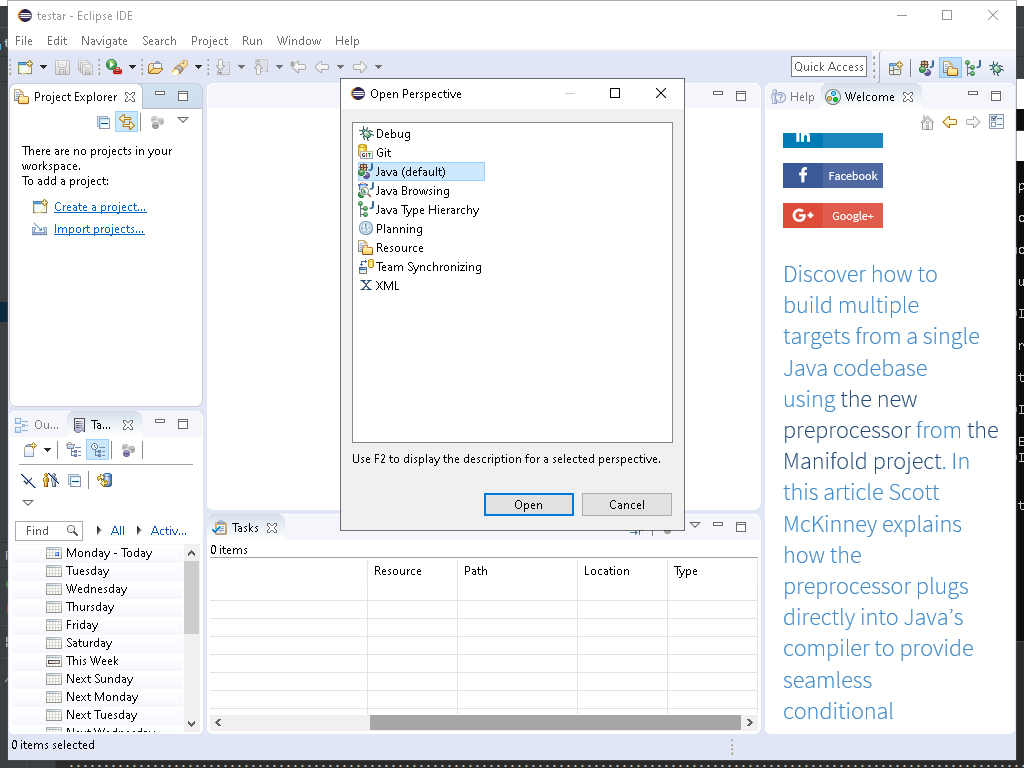 testar - Eclipse IDE
File Edit Navigate Search Project Run Window Help
Quick Access
Project Explorer
There are no projects in your
workspace.
To add a project:
Create a project...
Import projects...
Ou...
Ta...
Find
All
Activ...
Monday - Today
Tuesday
Wednesday
Thursday
Friday
Saturday
This Week
Next Sunday
Next Monday
Next Tuesday
Next Wednesday
0 items selected
Open Perspective
Debug
GIT
Git
Java (default)
Java Browsing
Java Type Hierarchy
Planning
Resource
Team Synchronizing
X XML
Use F2 to display the description for a selected perspective.
Open
Cancel
Tasks
0 items
Resource Path Location Type
Help
Welcome
in
f Facebook
G+ Google+
Discover how to
build multiple
targets from a single
Java codebase
using the new
preprocessor from the
Manifold project. In
this article Scott
McKinney explains
how the
preprocessor plugs
directly into Java’s
compiler to provide
seamless
conditional